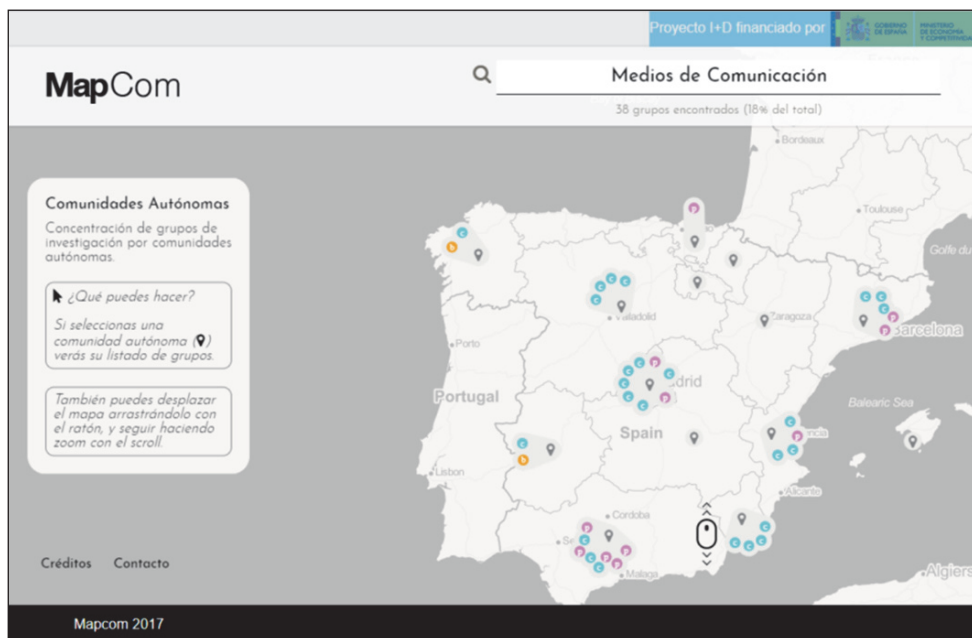 Proyecto I+D financiado por
GOBIERNO
DE ESPAÑA
MINISTERIO
DE ECONOMÍA
Y COMPETITIVIDAD
MapCom
Medios de Comunicación
38 grupos encontrados (18% del total)
Comunidades Autónomas
Concentración de grupos de
investigación por comunidades
autónomas.
¿Qué puedes hacer?
Si seleccionas una
comunidad autónoma ( )
verás su listado de grupos.
También puedes desplazar
el mapa arrastrándolo con
el ratón, y seguir haciendo
zoom con el scroll.
Bordeaux
Toulouse
Golfe du
Valladolid
Zaragoza
Barcelona
Porto
Portugal
Balearic Sea
Spain
Lisbon
Alicante
Cordoba
Malaga
Algiers
Créditos Contacto
Mapcom 2017